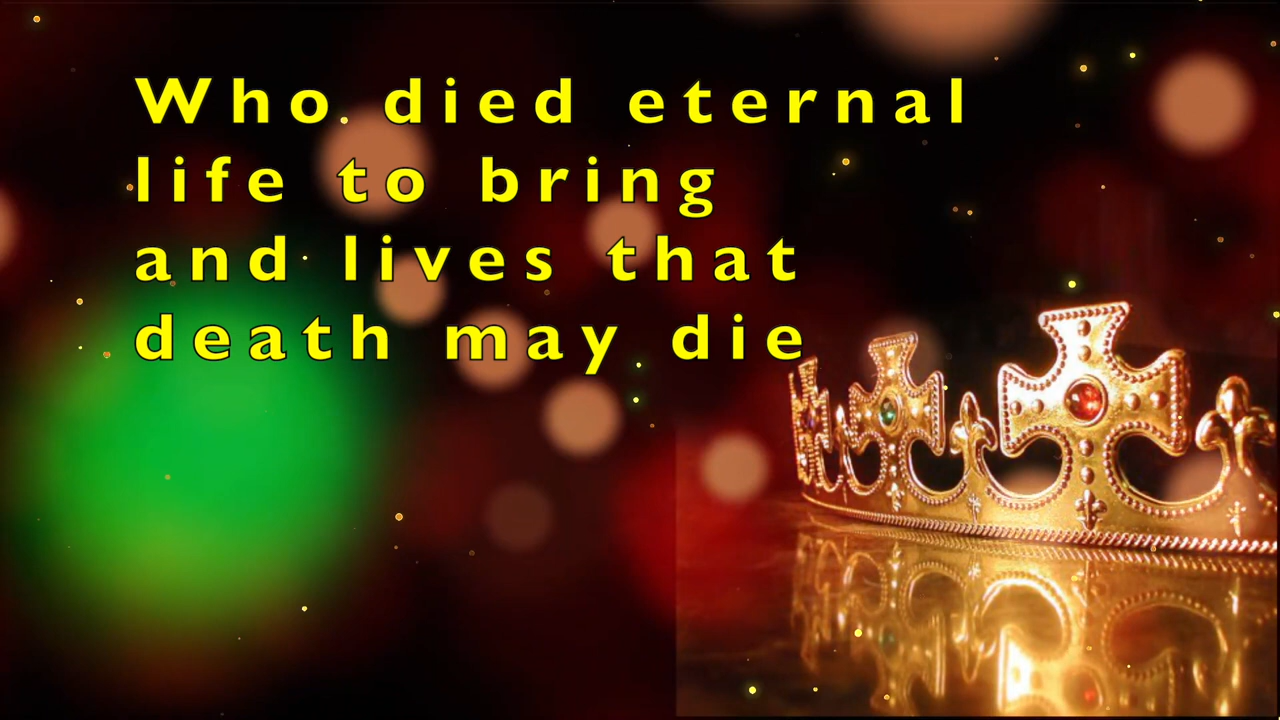 Who died eternal
life to bring
and lives that
death may die